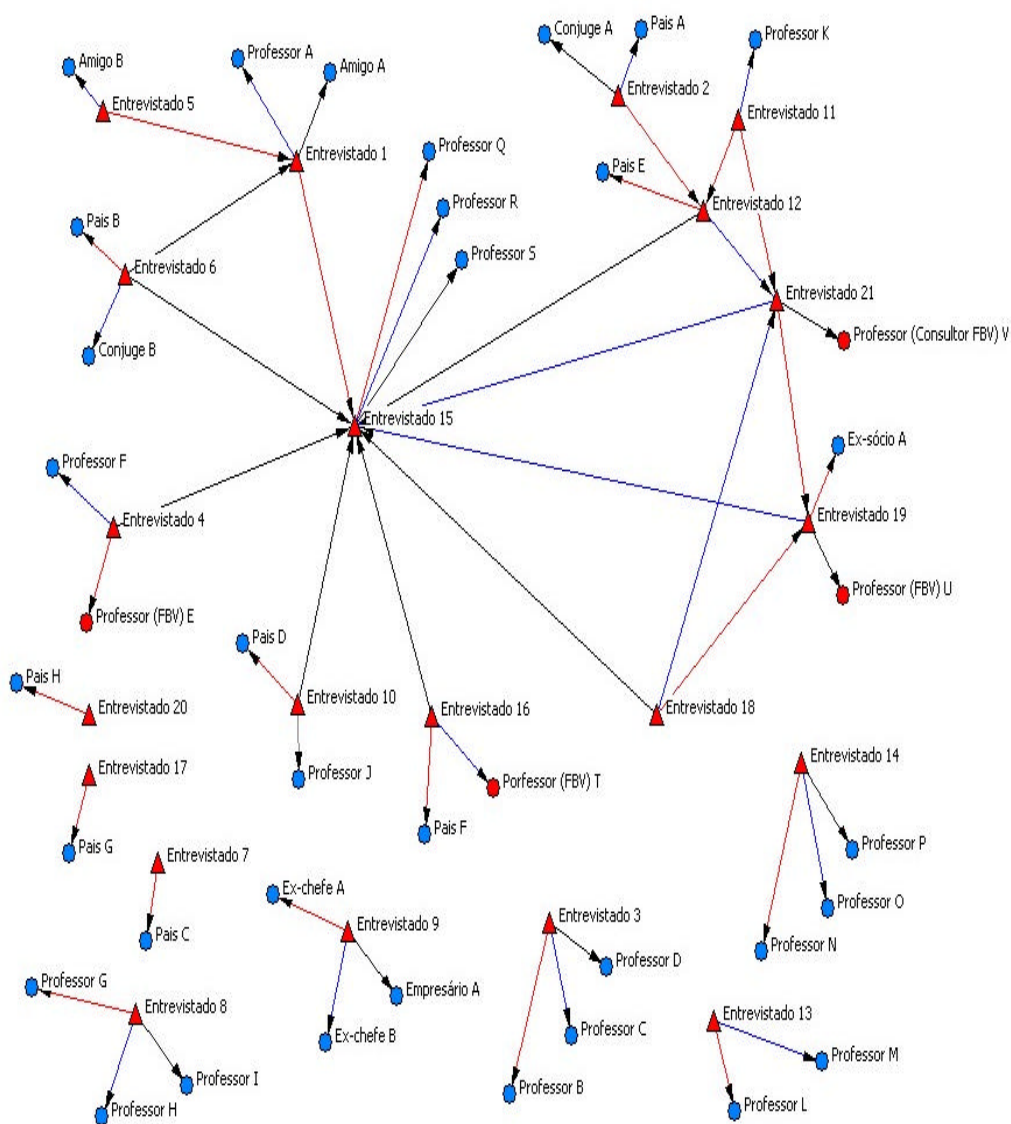 Conjuge A
Pais A
Professor K
Professor A
Amigo B
Amigo A
Entrevistado 2
Entrevistado 5
Entrevistado 11
Entrevistado 1
Professor Q
Pais E
Entrevistado 12
Professor R
Pais B
Professor S
Entrevistado 6
Entrevistado 21
Professor (Consultor FBV) V
Conjuge B
Entrevistado 15
Ex-sócio A
Professor F
Entrevistado 4
Entrevistado 19
Professor (FBV) U
Professor (FBV) E
Pais D
Pais H
Entrevistado 20
Entrevistado 10
Entrevistado 16
Entrevistado 18
Entrevistado 17
Entrevistado 14
Professor J
Porfessor (FBV) T
Pais F
Pais G
Professor P
Entrevistado 7
Ex-chefe A
Professor O
Entrevistado 9
Entrevistado 3
Pais C
Professor N
Professor D
Professor G
Empresário A
Entrevistado 8
Entrevistado 13
Ex-chefe B
Professor C
Professor M
Professor I
Professor B
Professor H
Professor L